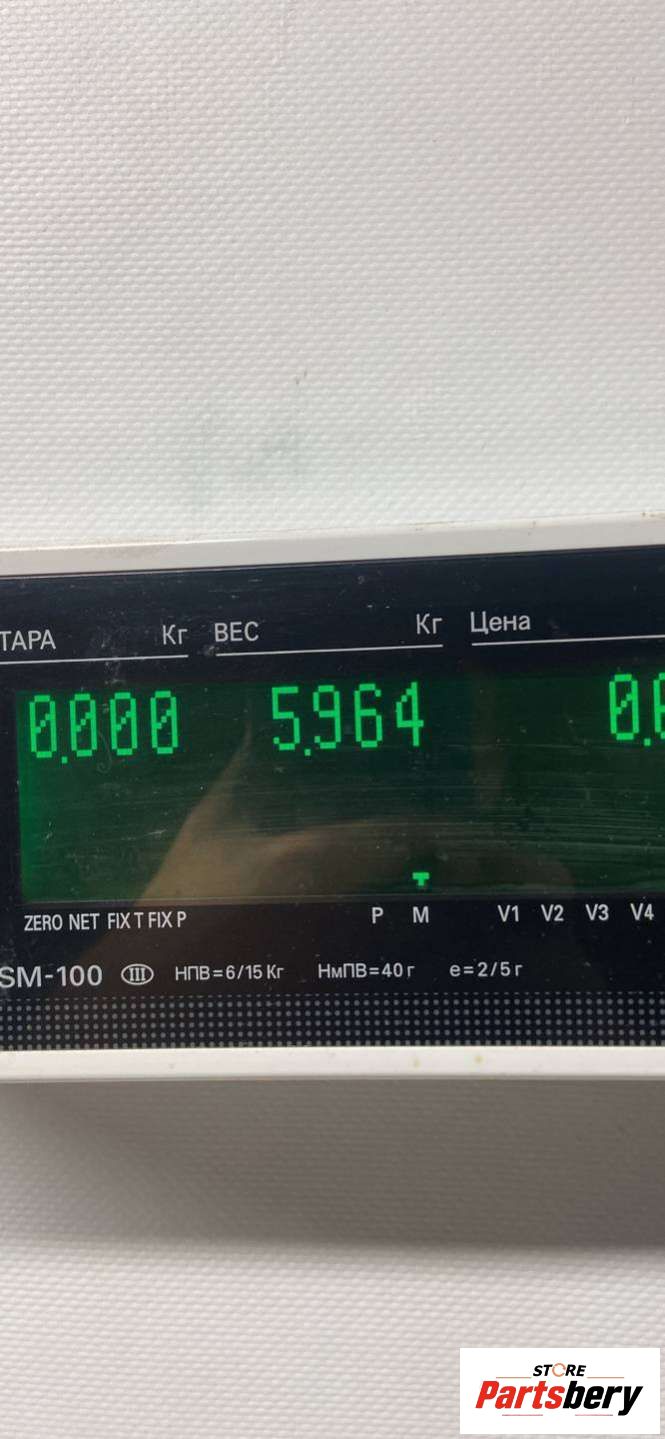 ТАРА Кг ВЕС Кг Цена
0.000 5.964 0.
ZERO NET FIX T FIX P P M V1 V2 V3 V4
SM-100 III НПВ=6/15 Кг НмПВ=40 г e=2/5 г
STORE
Partsbery